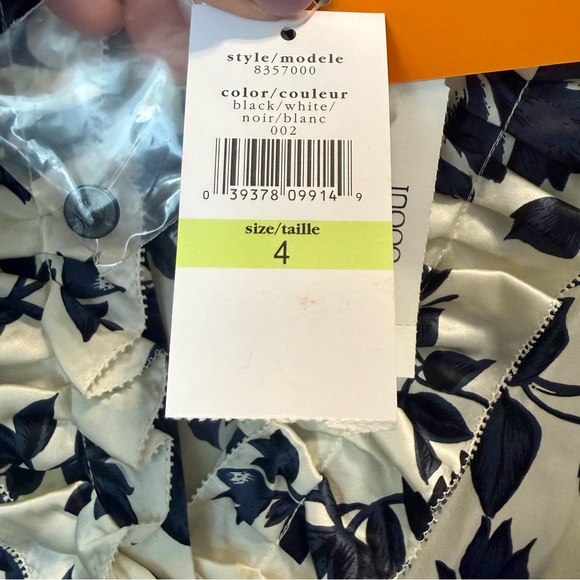 style/modele
8357000
color/couleur
black/white/
noir/blanc
002
0 39378 09914 9
size/taille
4